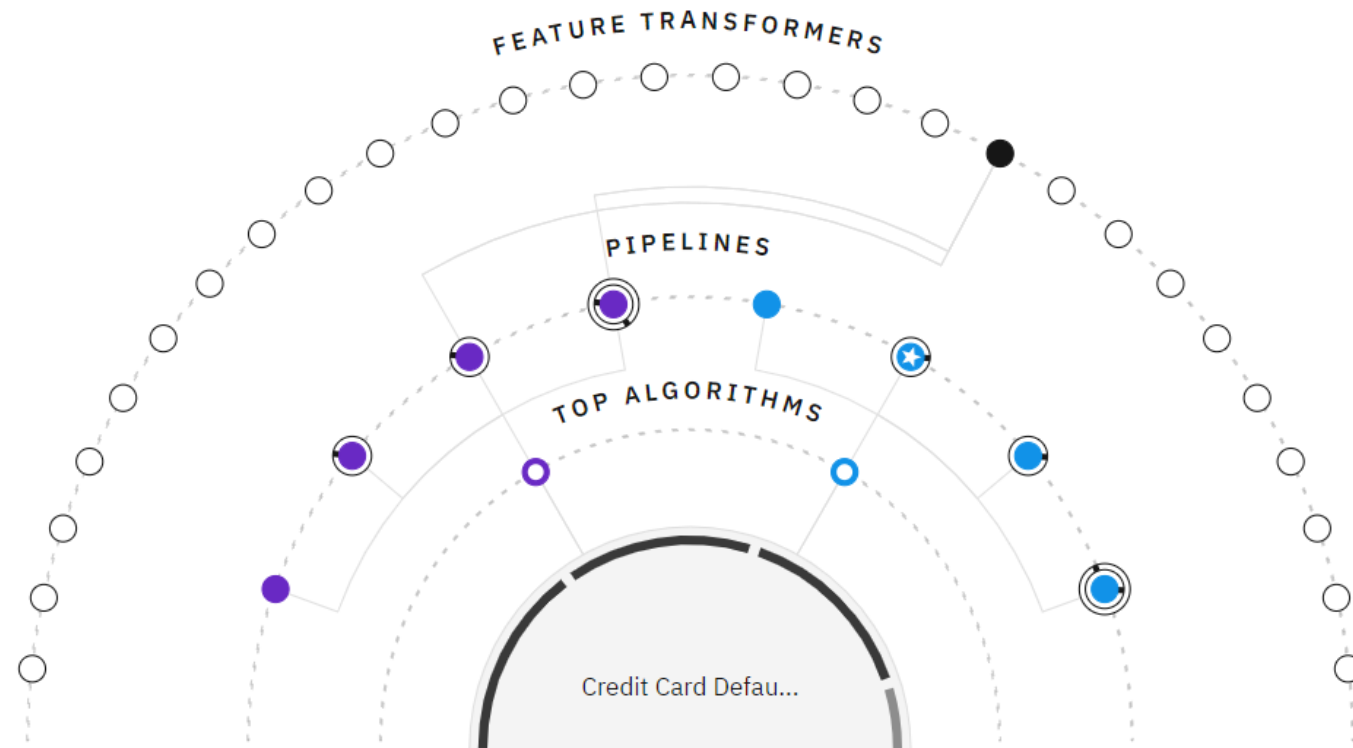 FEATURE TRANSFORMERS
PIPELINES
TOP ALGORITHMS
Credit Card Defau...